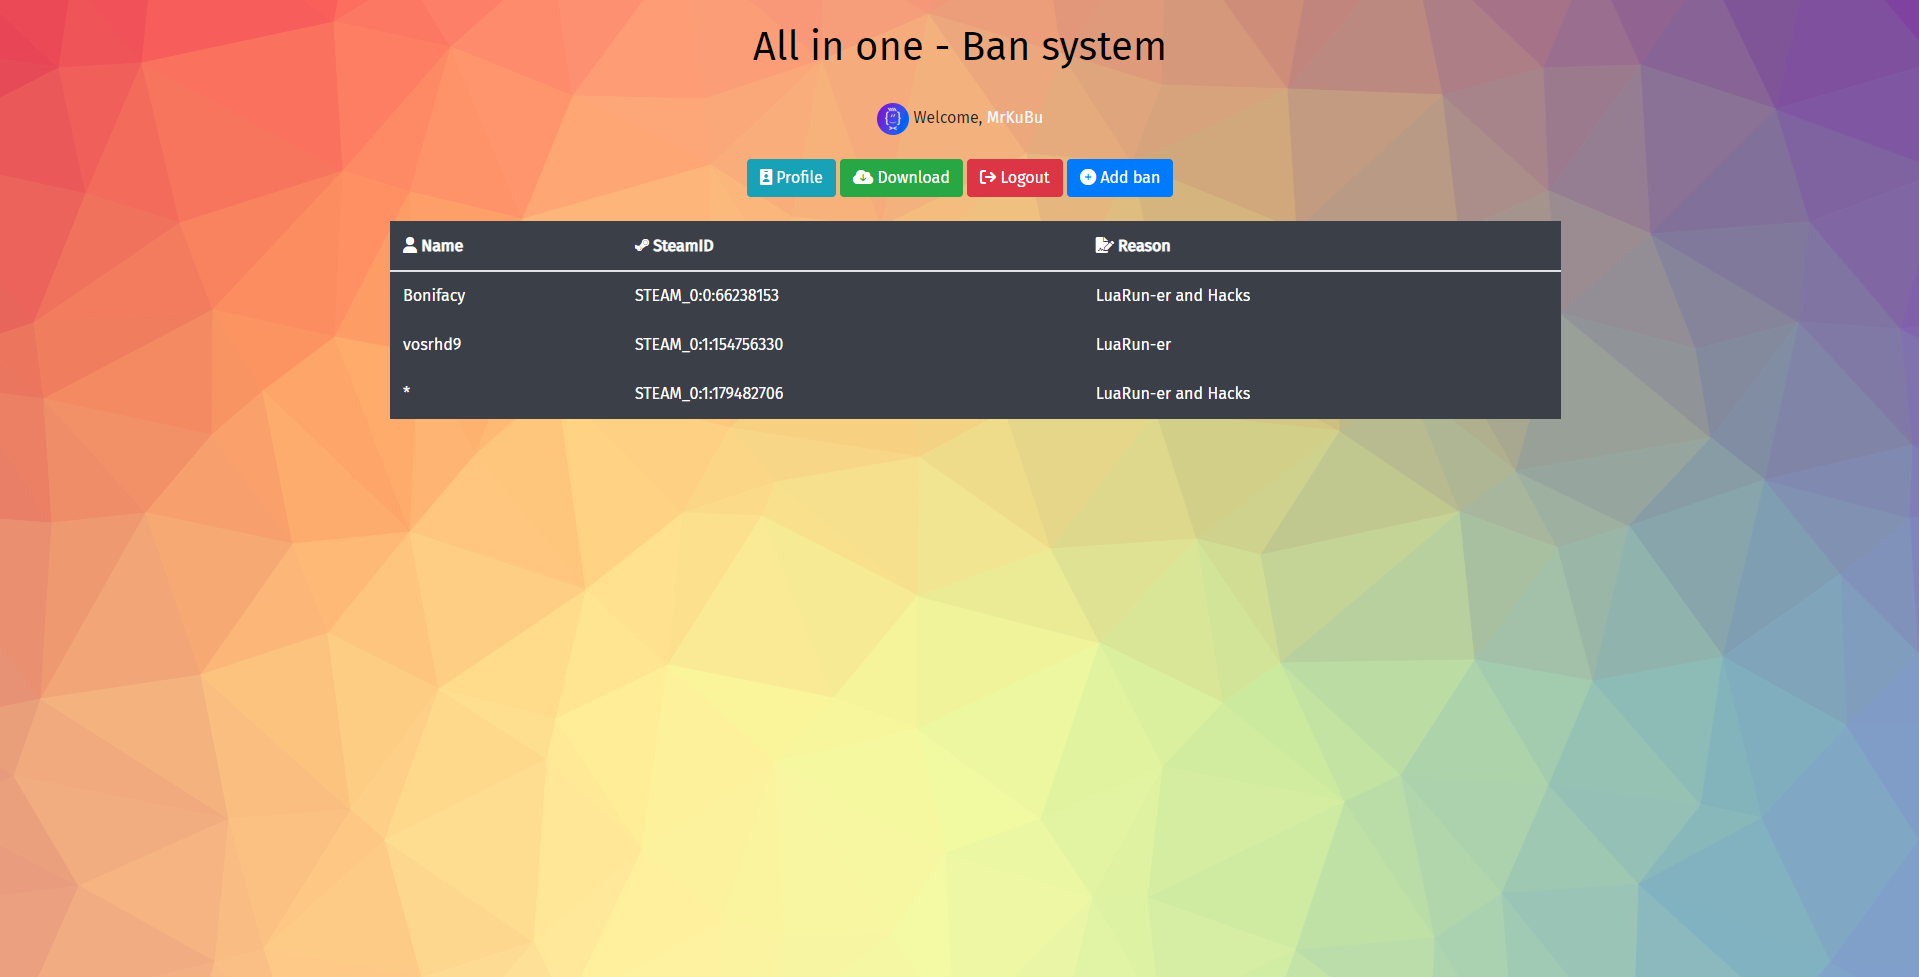 All in one - Ban system
Welcome, MrKuBu
Profile Download Logout Add ban
Name SteamID Reason
Bonifacy STEAM_0:0:66238153 LuaRun-er and Hacks
vosrhd9 STEAM_0:1:154756330 LuaRun-er
* STEAM_0:1:179482706 LuaRun-er and Hacks